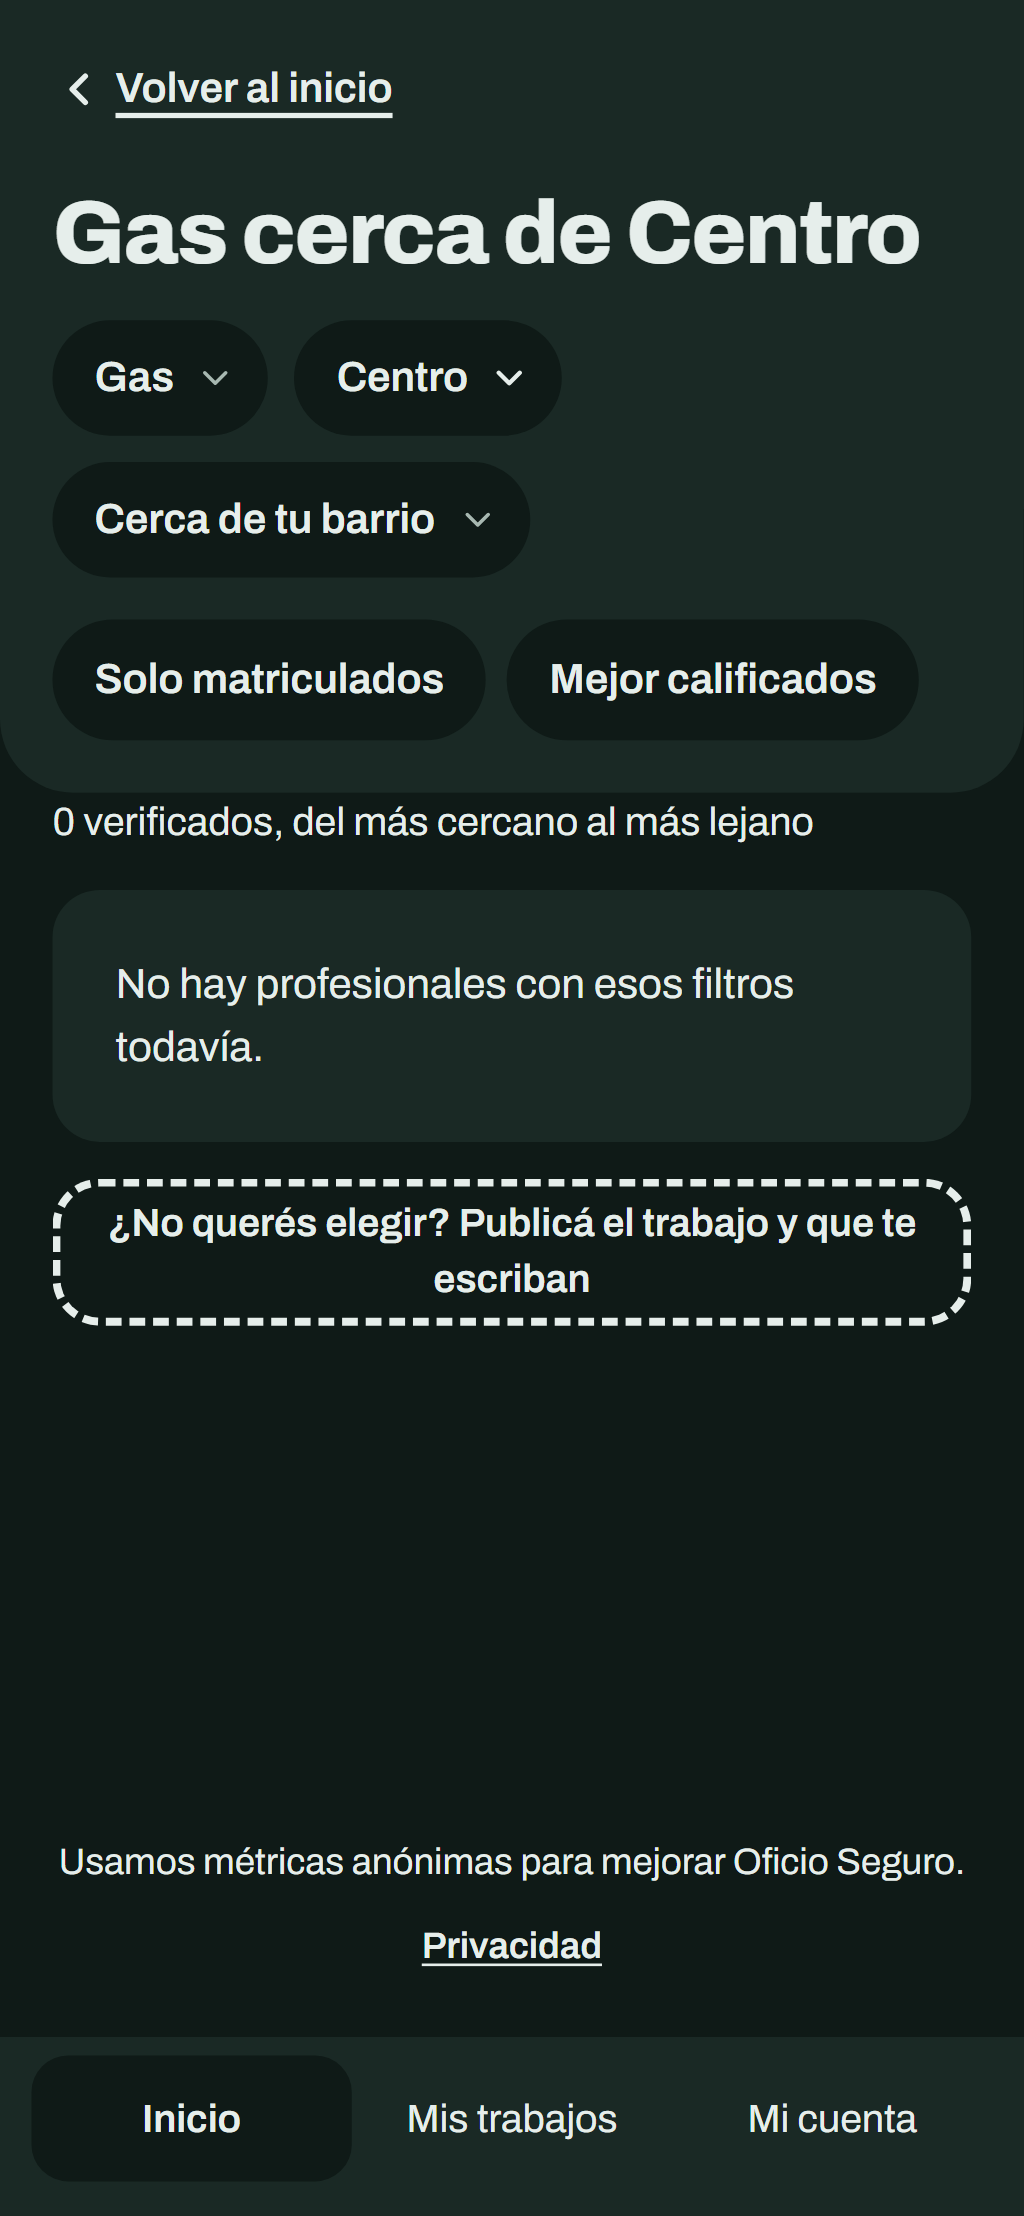 Volver al inicio
Gas cerca de Centro
Gas
Centro
Cerca de tu barrio
Solo matriculados
Mejor calificados
0 verificados, del más cercano al más lejano
No hay profesionales con esos filtros
todavía.
¿No querés elegir? Publicá el trabajo y que te
escriban
Usamos métricas anónimas para mejorar Oficio Seguro.
Privacidad
Inicio
Mis trabajos
Mi cuenta